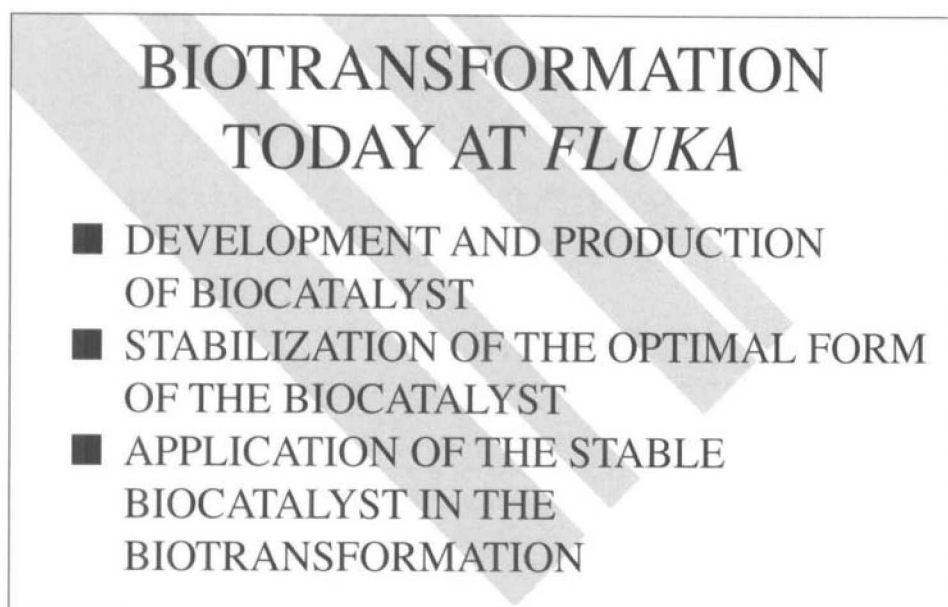 BIOTRANSFORMATION
TODAY AT FLUKA
■ DEVELOPMENT AND PRODUCTION
OF BIOCATALYST
■ STABILIZATION OF THE OPTIMAL FORM
OF THE BIOCATALYST
■ APPLICATION OF THE STABLE
BIOCATALYST IN THE
BIOTRANSFORMATION